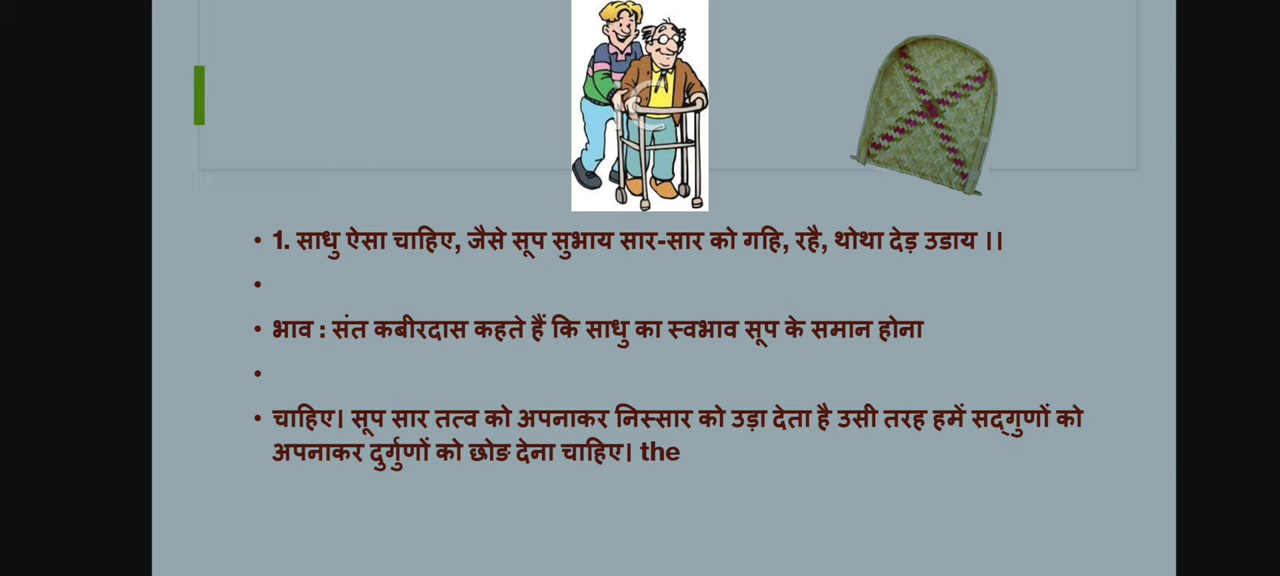 • 1. साधु ऐसा चाहिए, जैसे सूप सुभाय सार-सार को गहि, रहै, थोथा देइ उडाय ।।
•
• भाव : संत कबीरदास कहते हैं कि साधु का स्वभाव सूप के समान होना
•
• चाहिए। सूप सार तत्व को अपनाकर निस्सार को उड़ा देता है उसी तरह हमें सद्‌गुणों को
अपनाकर दुर्गुणों को छोङ देना चाहिए। the